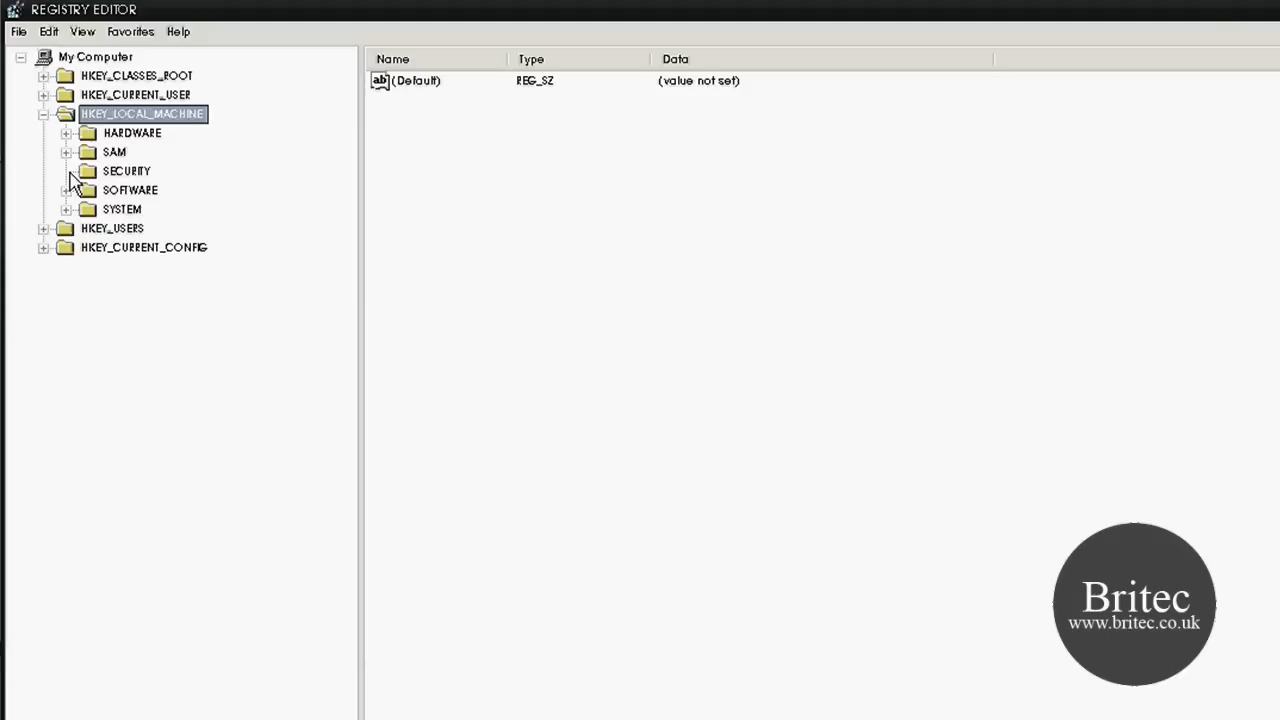 REGISTRY EDITOR
File Edit View Favorites Help
My Computer
HKEY_CLASSES_ROOT
HKEY_CURRENT_USER
HKEY_LOCAL_MACHINE
HARDWARE
SAM
SECURITY
SOFTWARE
SYSTEM
HKEY_USERS
HKEY_CURRENT_CONFIG
Name Type Data
ab (Default) REG_SZ (value not set)
Britec
www.britec.co.uk